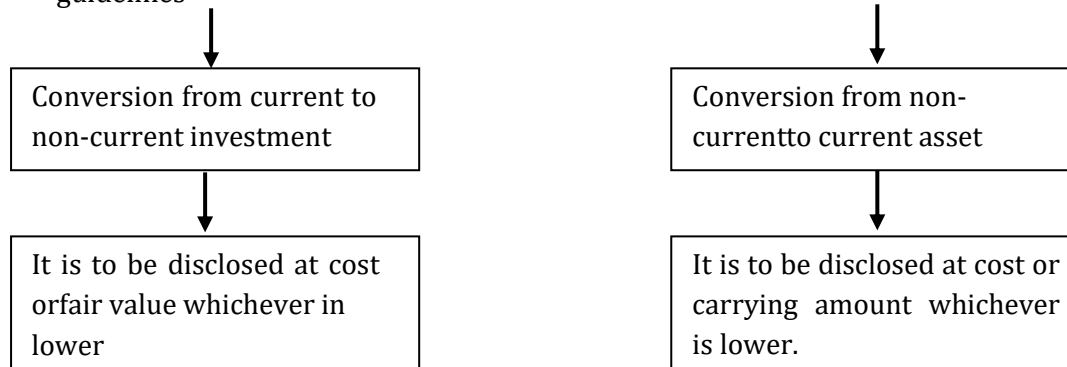 guidelines
Conversion from current to
non-current investment
It is to be disclosed at cost
orfair value whichever in
lower
Conversion from non-
currentto current asset
It is to be disclosed at cost or
carrying amount whichever
is lower.